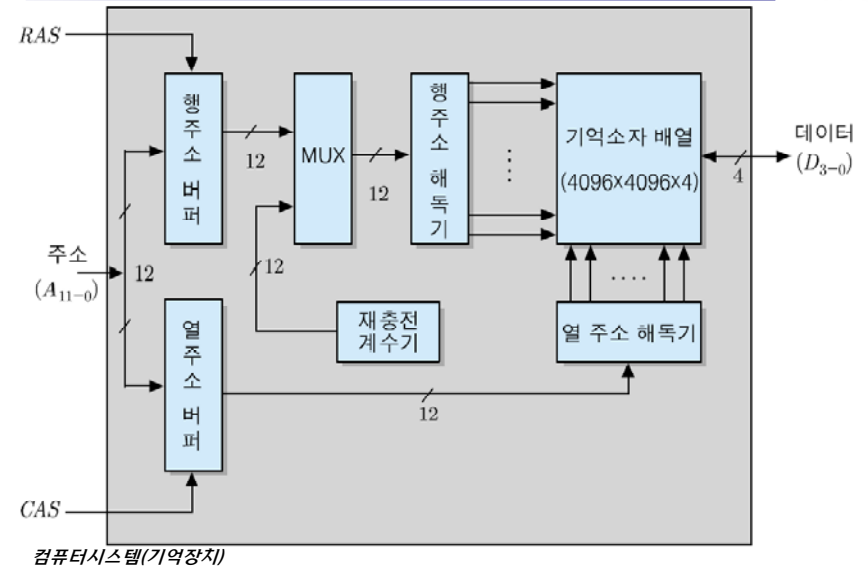 RAS
행주소 버퍼
12
MUX
12
행주소 해독기
기억소자 배열
(4096x4096x4)
데이터
(D3-0)
4
주소
(A11-0)
12
12
재충전
계수기
열 주소 해독기
열주소 버퍼
12
CAS
컴퓨터시스템(기억장치)